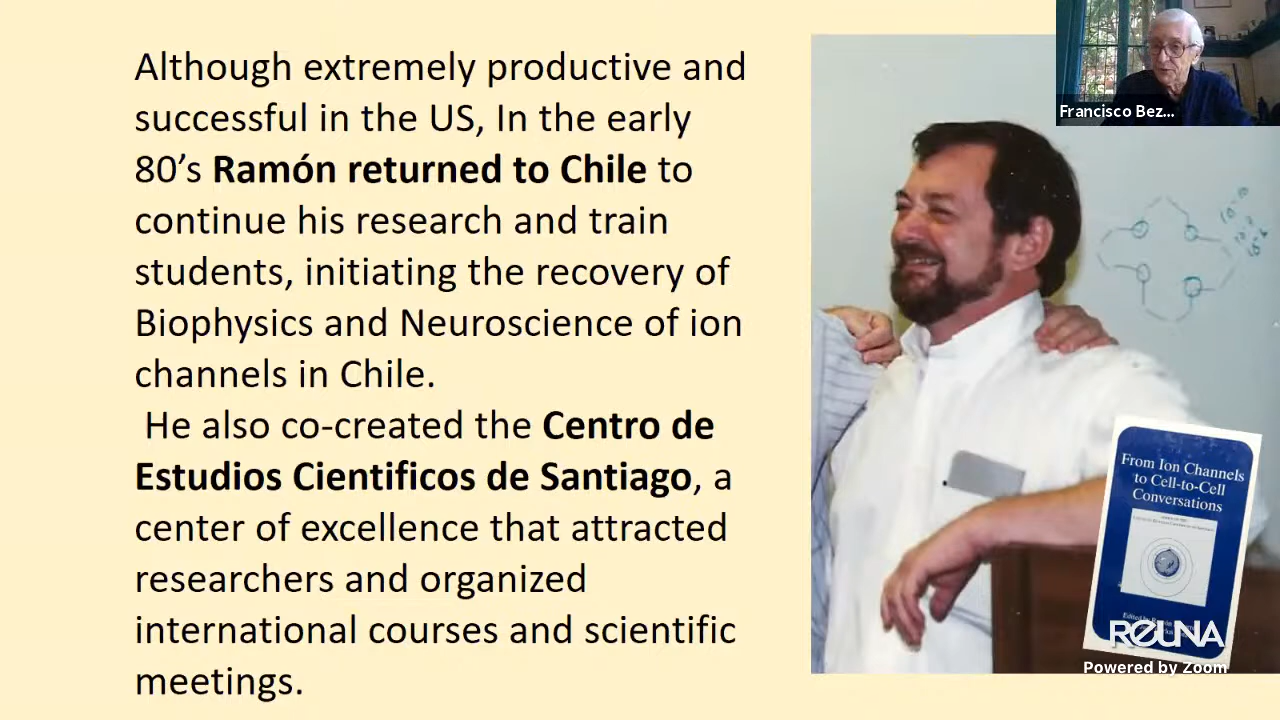 Although extremely productive and
successful in the US, In the early
80’s Ramón returned to Chile to
continue his research and train
students, initiating the recovery of
Biophysics and Neuroscience of ion
channels in Chile.
He also co-created the Centro de
Estudios Cientificos de Santiago, a
center of excellence that attracted
researchers and organized
international courses and scientific
meetings.
Francisco Bez...
From Ion Channels
to Cell-to-Cell
Conversations
REUNA
Powered by Zoom